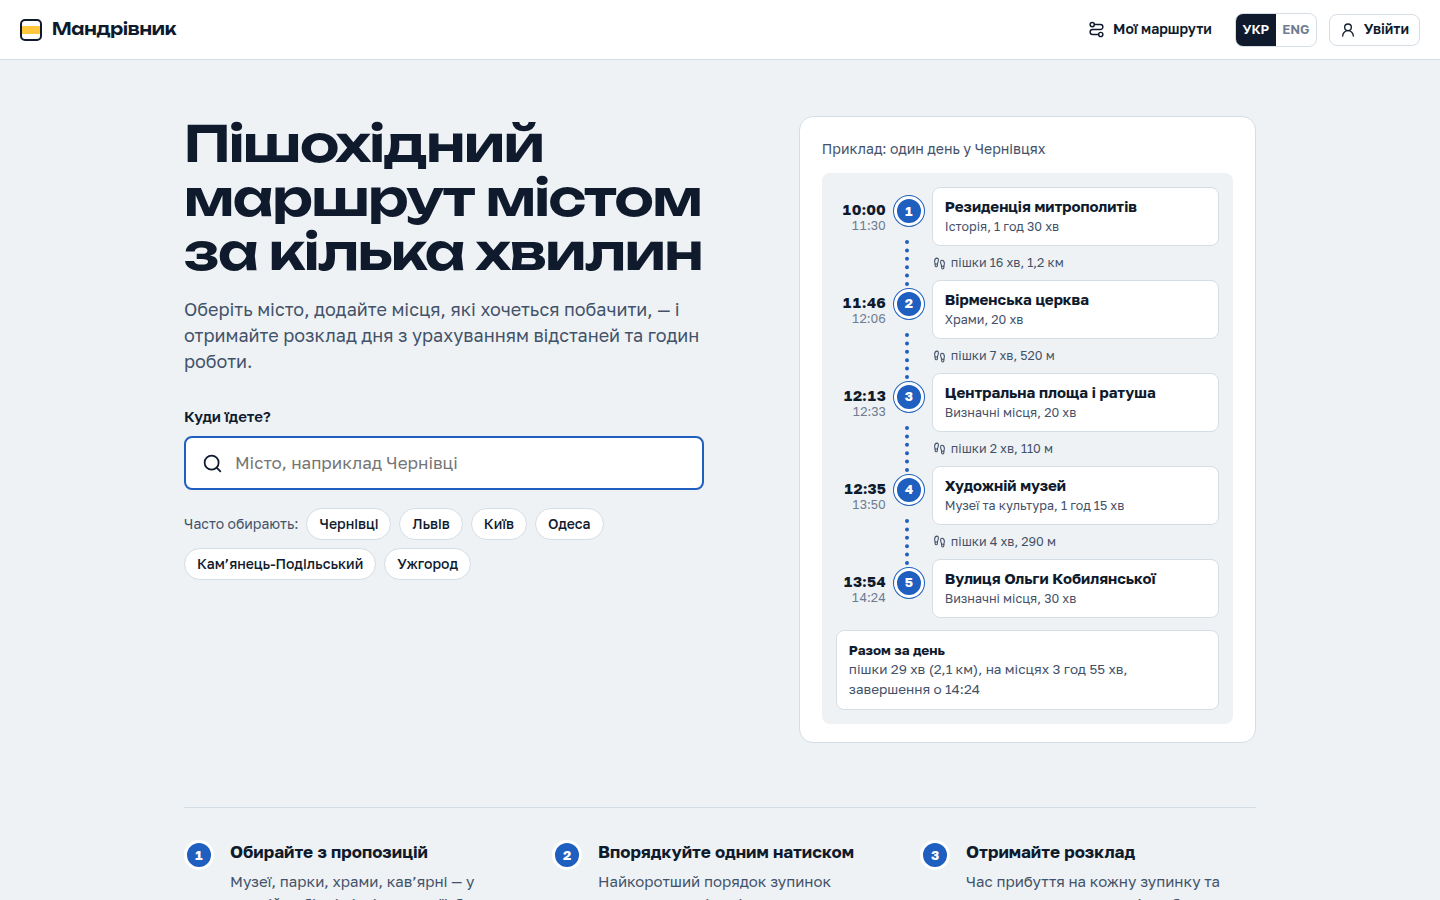 Мандрівник
Мої маршрути
УКР ENG
Увійти
Пішохідний
маршрут містом
за кілька хвилин
Оберіть місто, додайте місця, які хочеться побачити, — і
отримайте розклад дня з урахуванням відстаней та годин
роботи.
Куди їдете?
Місто, наприклад Чернівці
Часто обирають: Чернівці Львів Київ Одеса
Кам’янець-Подільський Ужгород
Приклад: один день у Чернівцях
10:00
11:30
1
Резиденція митрополитів
Історія, 1 год 30 хв
пішки 16 хв, 1,2 км
11:46
12:06
2
Вірменська церква
Храми, 20 хв
пішки 7 хв, 520 м
12:13
12:33
3
Центральна площа і ратуша
Визначні місця, 20 хв
пішки 2 хв, 110 м
12:35
13:50
4
Художній музей
Музеї та культура, 1 год 15 хв
пішки 4 хв, 290 м
13:54
14:24
5
Вулиця Ольги Кобилянської
Визначні місця, 30 хв
Разом за день
пішки 29 хв (2,1 км), на місцях 3 год 55 хв,
завершення о 14:24
1
Обирайте з пропозицій
Музеї, парки, храми, кав’ярні — у
2
Впорядкуйте одним натиском
Найкоротший порядок зупинок
3
Отримайте розклад
Час прибуття на кожну зупинку та